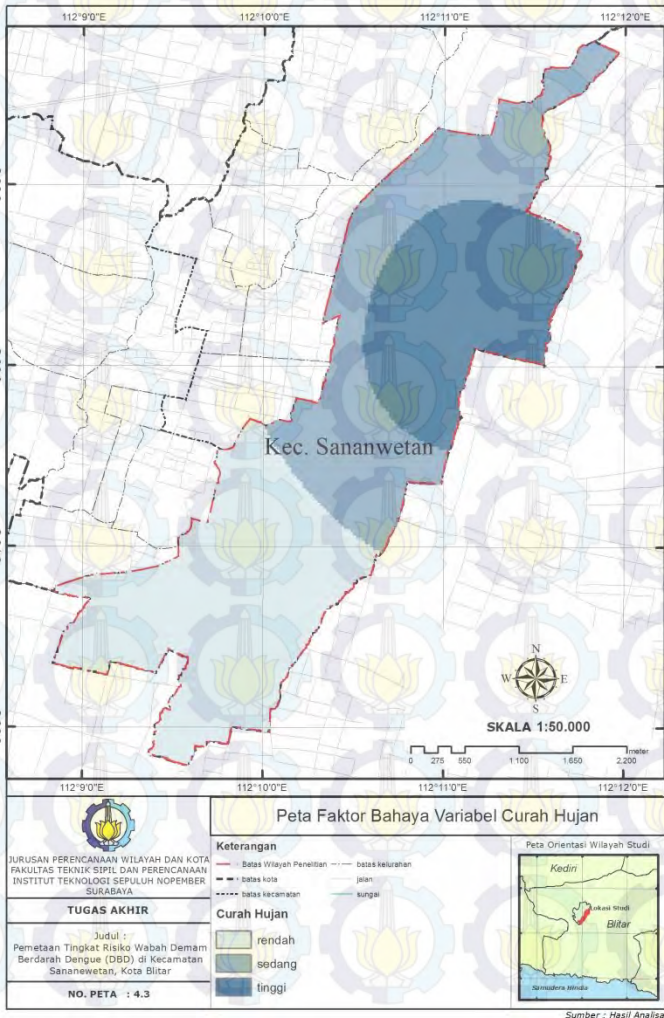 112°9'0"E 112°10'0"E 112°11'0"E 112°12'0"E
Kec. Sananwetan
N
W E
S
SKALA 1:50.000
meter
0 275 550 1.100 1.650 2.200
112°9'0"E 112°10'0"E 112°11'0"E 112°12'0"E
JURUSAN PERENCANAAN WILAYAH DAN KOTA
FAKULTAS TEKNIK SIPIL DAN PERENCANAAN
INSTITUT TEKNOLOGI SEPULUH NOPEMBER
SURABAYA
TUGAS AKHIR
Judul :
Pemetaan Tingkat Risiko Wabah Demam
Berdarah Dengue (DBD) di Kecamatan
Sananewetan, Kota Blitar
NO. PETA : 4.3
Peta Faktor Bahaya Variabel Curah Hujan
Keterangan
Batas Wilayah Penelitian
batas kota
batas kecamatan
batas kelurahan
jalan
sungai
Curah Hujan
rendah
sedang
tinggi
Peta Orientasi Wilayah Studi
Kediri
Lokasi Studi
Blitar
Samudera Hindia
Sumber : Hasil Analisa